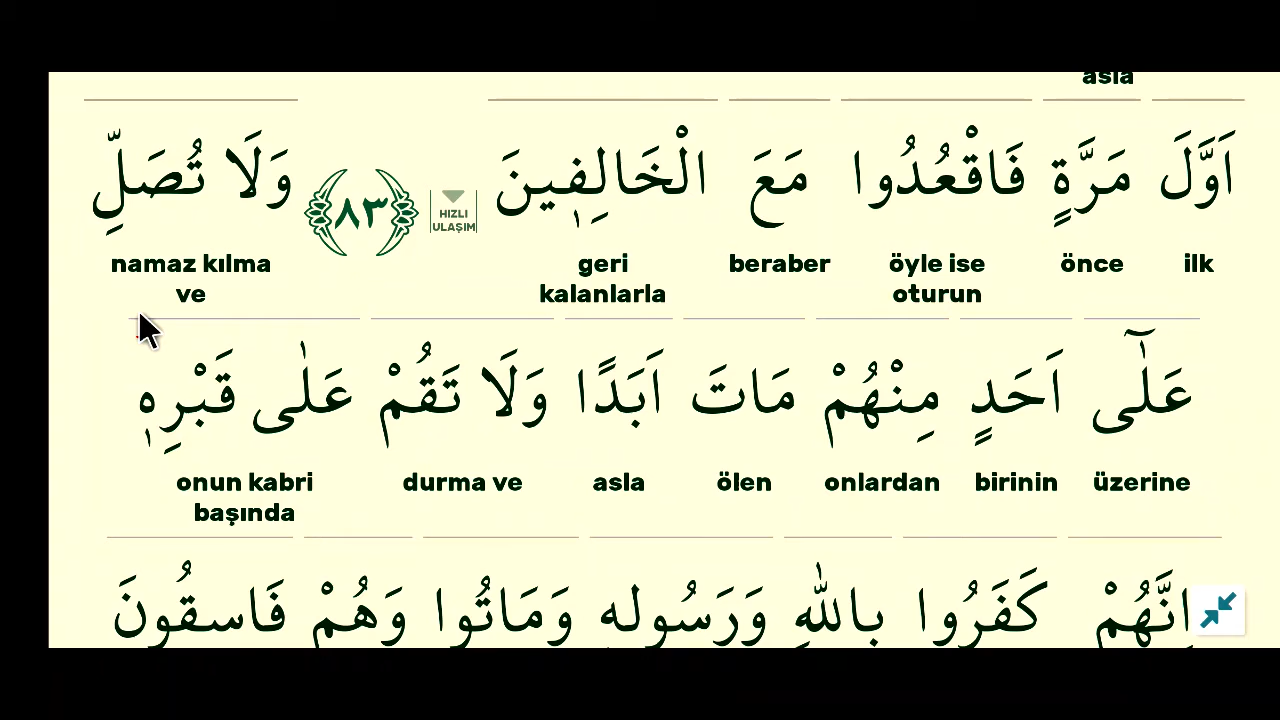 asla
اَوَّلَ مَرَّةٍ فَاقْعُدُوا مَعَ الْخَالِفٖينَ ﴿٨٣﴾ وَلَا تُصَلِّ
ilk önce öyle ise oturun beraber geri kalanlarla HIZLI ULAŞIM namaz kılma ve
عَلٰٓى اَحَدٍ مِنْهُمْ مَاتَ اَبَدًا وَلَا تَقُمْ عَلٰى قَبْرِهٖ
üzerine birinin onlardan ölen asla durma ve onun kabri başında
اِنَّهُمْ كَفَرُوا بِاللّٰهِ وَرَسُولِهٖ وَمَاتُوا وَهُمْ فَاسِقُونَ